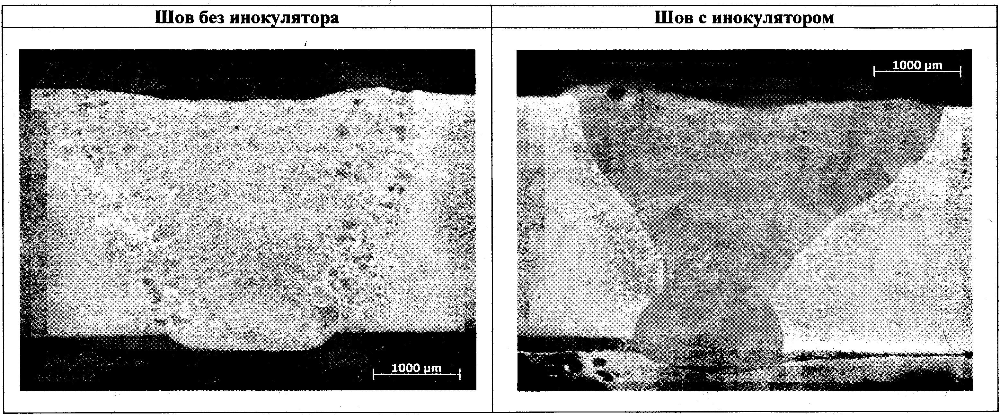 Шов без инокулятора
Шов с инокулятором
1000 µm
1000 µm